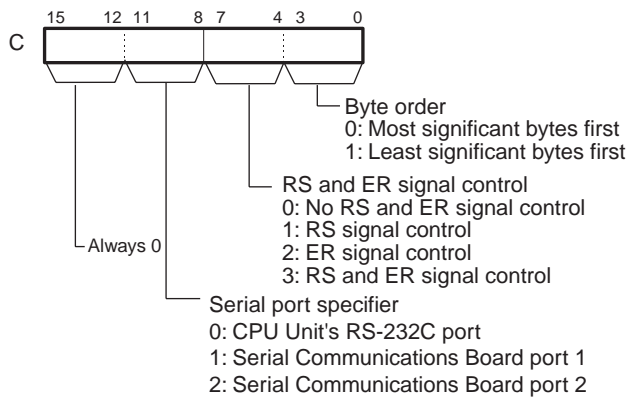 15 12 11 8 7 4 3 0
C
Byte order
0: Most significant bytes first
1: Least significant bytes first
RS and ER signal control
0: No RS and ER signal control
1: RS signal control
2: ER signal control
3: RS and ER signal control
Always 0
Serial port specifier
0: CPU Unit's RS-232C port
1: Serial Communications Board port 1
2: Serial Communications Board port 2